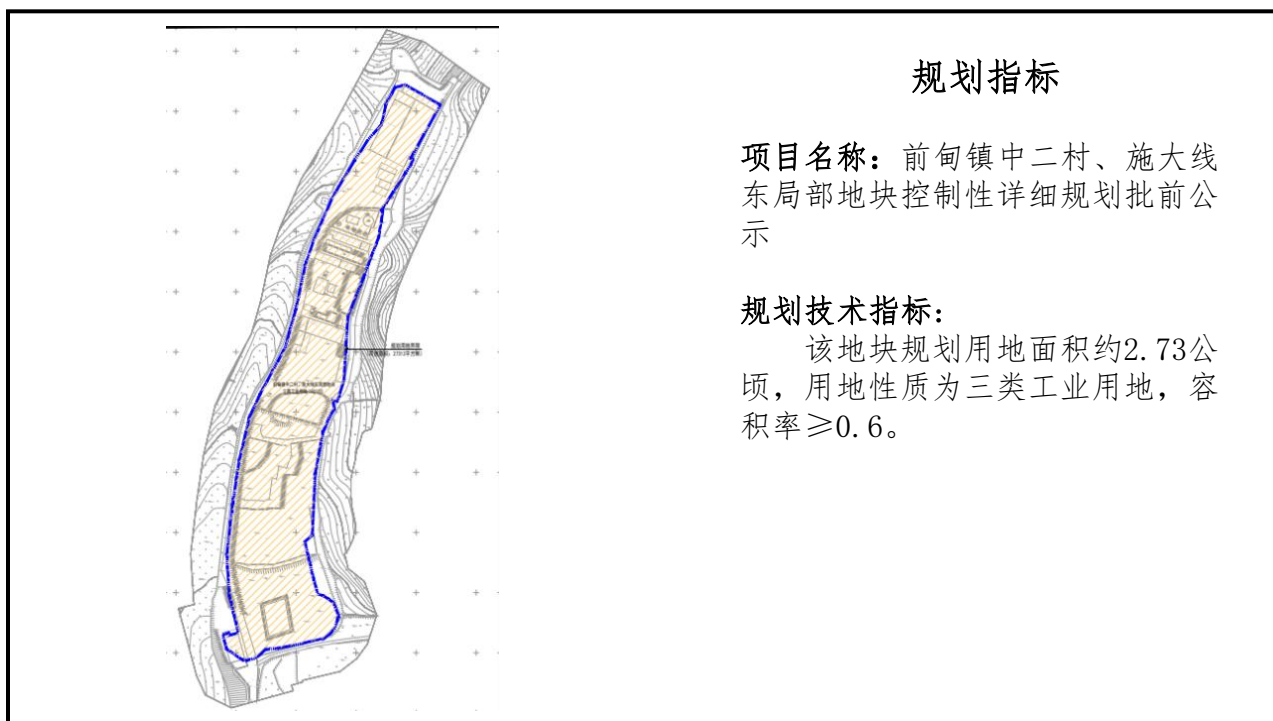 规划指标
项目名称：前甸镇中二村、施大线
东局部地块控制性详细规划批前公
示
规划技术指标：
该地块规划用地面积约2.73公
顷，用地性质为三类工业用地，容
积率≥0.6。